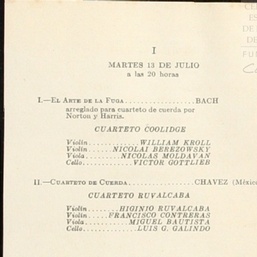 I
MARTES 13 DE JULIO
a las 20 horas
I.—EL ARTE DE LA FUGA....................BACH
arreglado para cuarteto de cuerda por
Norton y Harris.
CUARTETO COOLIDGE
Violín..............WILLIAM KROLL
Violín......NICOLAI BEREZOWSKY
Viola........NICOLAS MOLDAVAN
Cello............VICTOR GOTTLIEB
II.—CUARTETO DE CUERDA..........CHAVEZ (Méxic
CUARTETO RUVALCABA
Violín........HIGINIO RUVALCABA
Violín....FRANCISCO CONTRERAS
Viola...........MIGUEL BAUTISTA
Cello............LUIS G. GALINDO